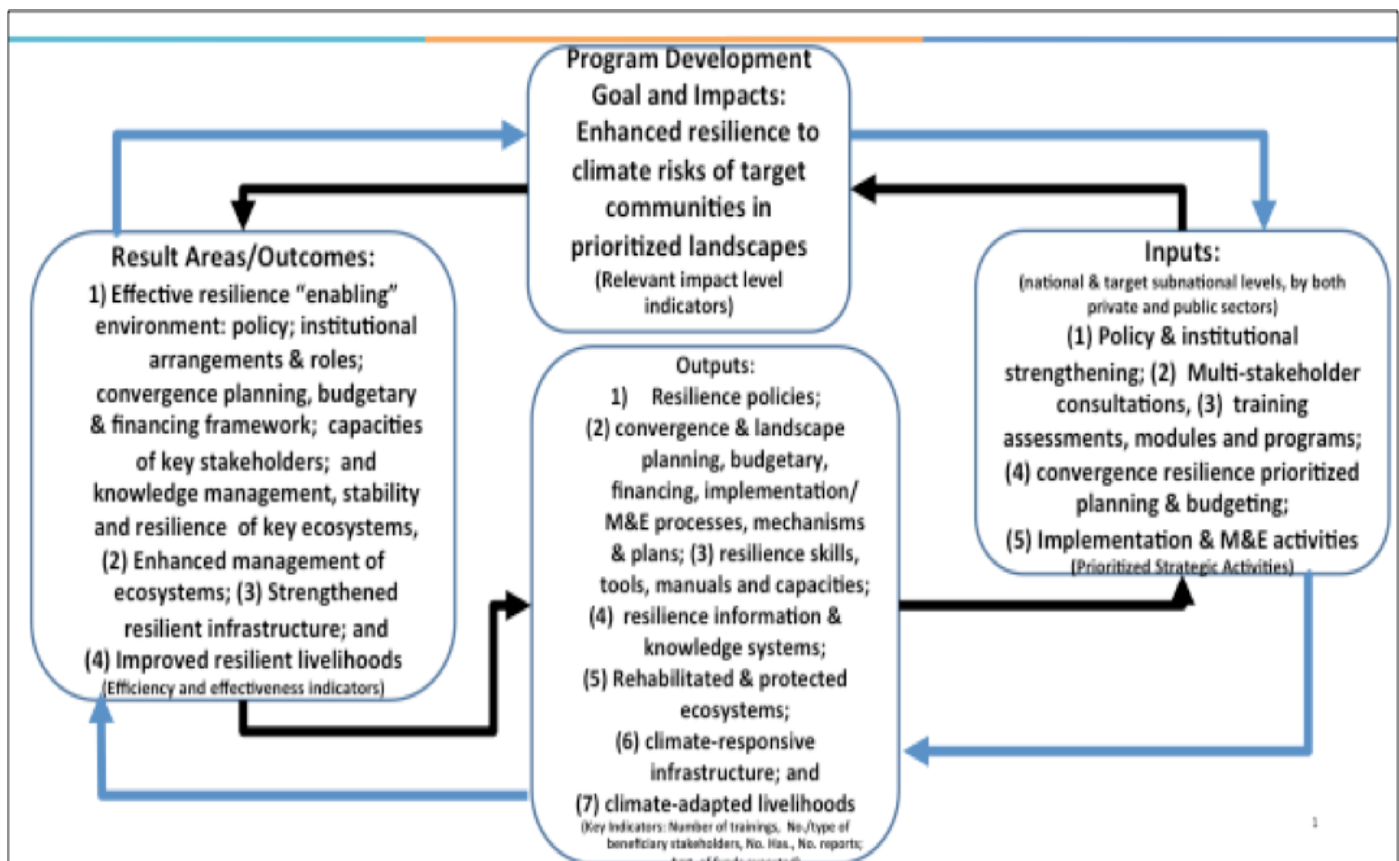 Program Development
Goal and Impacts:
Enhanced resilience to
climate risks of target
communities in
prioritized landscapes
(Relevant impact level
indicators)
Result Areas/Outcomes:
1) Effective resilience “enabling”
environment: policy; institutional
arrangements & roles;
convergence planning, budgetary
& financing framework; capacities
of key stakeholders; and
knowledge management, stability
and resilience of key ecosystems,
(2) Enhanced management of
ecosystems; (3) Strengthened
resilient infrastructure; and
(4) Improved resilient livelihoods
(Efficiency and effectiveness indicators)
Outputs:
1) Resilience policies;
(2) convergence & landscape
planning, budgetary,
financing, implementation/
M&E processes, mechanisms
& plans; (3) resilience skills,
tools, manuals and capacities;
(4) resilience information &
knowledge systems;
(5) Rehabilitated & protected
ecosystems;
(6) climate-responsive
infrastructure; and
(7) climate-adapted livelihoods
(Key Indicators: Number of trainings, No./type of
beneficiary stakeholders, No. Has., No. reports;
Inputs:
(national & target subnational levels, by both
private and public sectors)
(1) Policy & institutional
strengthening; (2) Multi-stakeholder
consultations, (3) training
assessments, modules and programs;
(4) convergence resilience prioritized
planning & budgeting;
(5) Implementation & M&E activities
(Prioritized Strategic Activities)
1